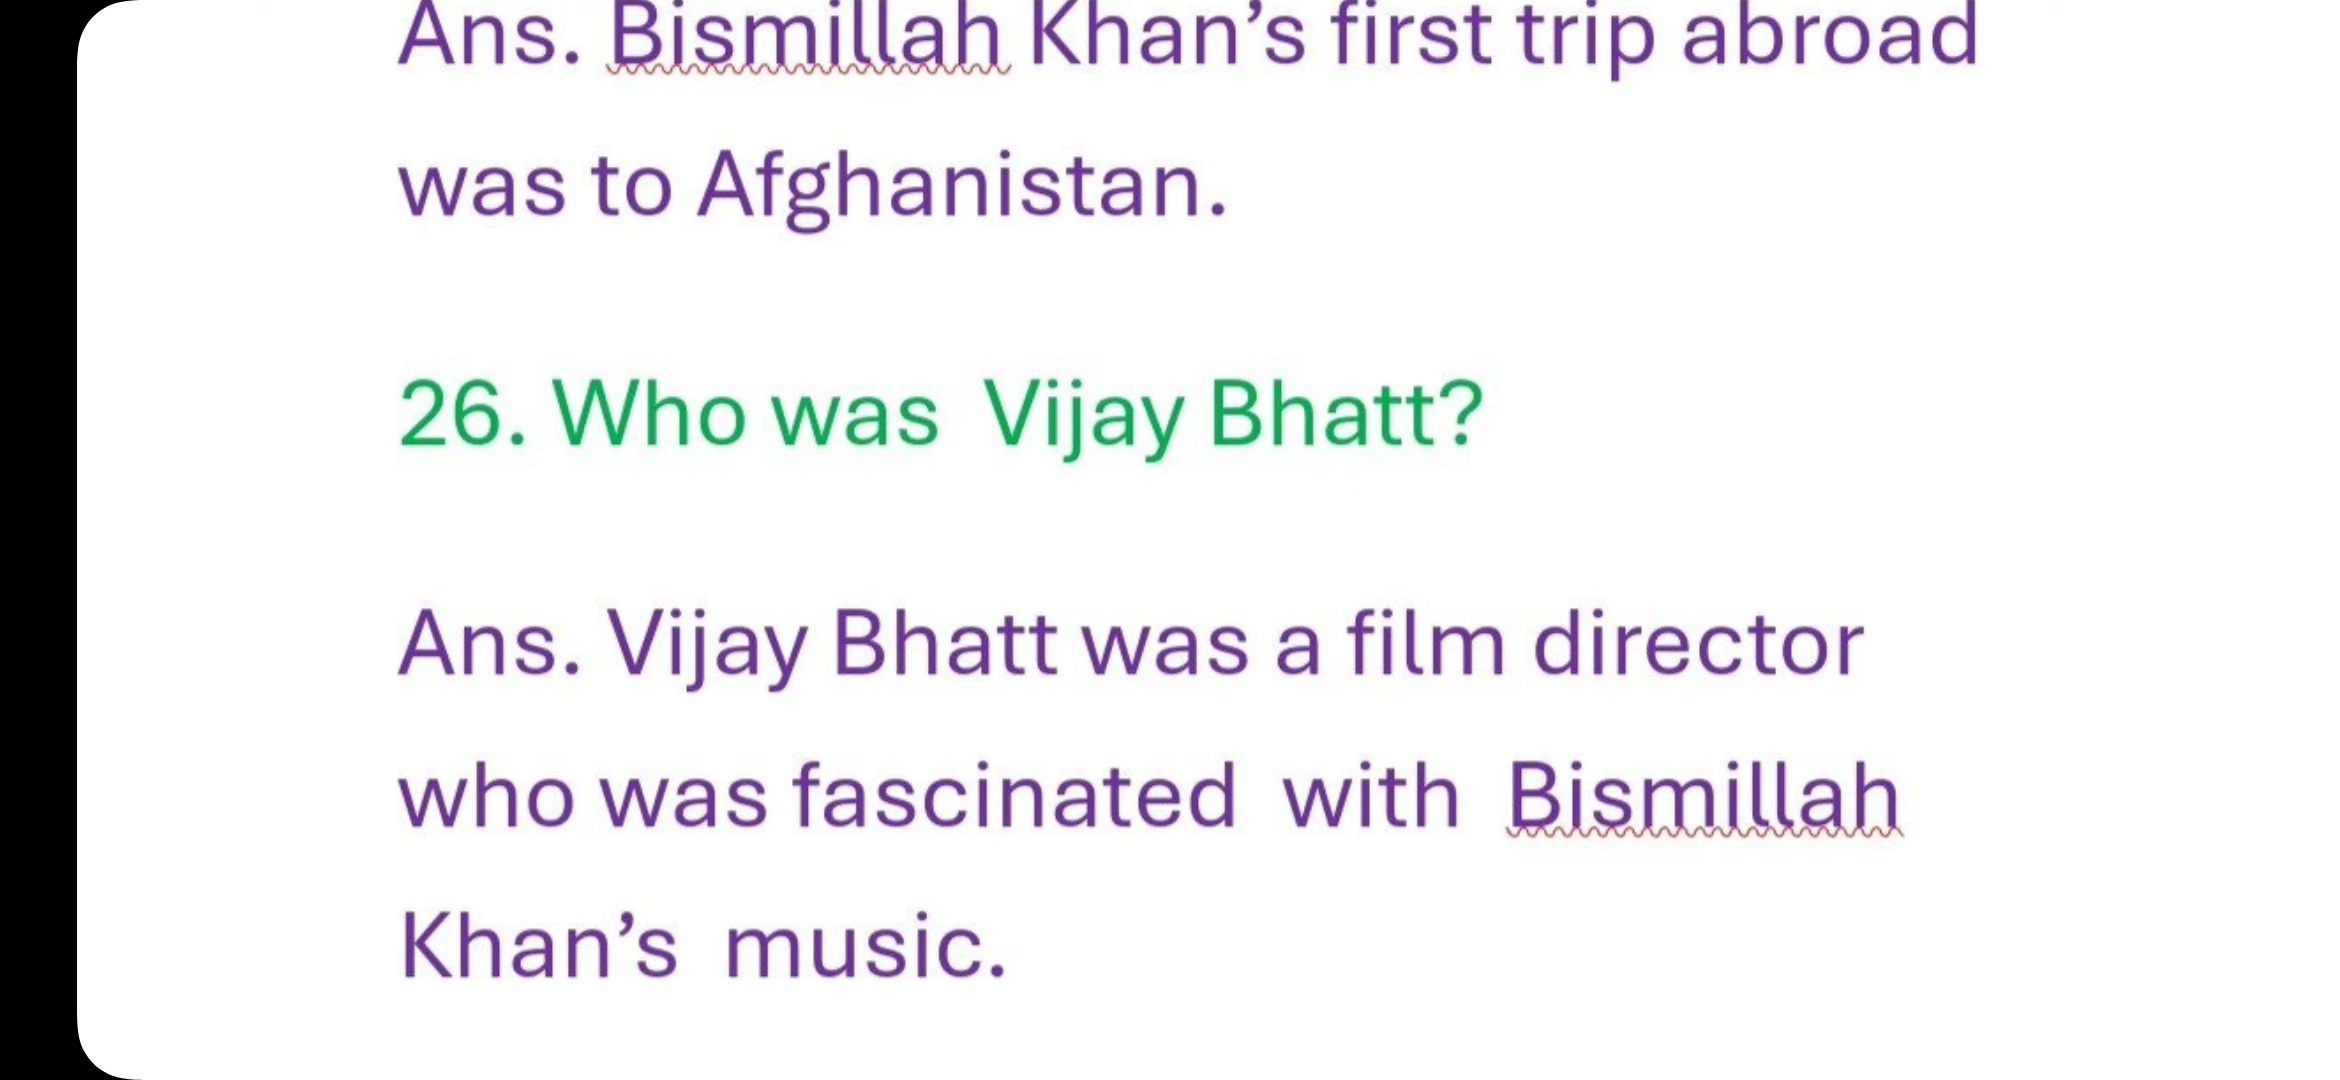 Ans. Bismillah Khan’s first trip abroad
was to Afghanistan.
26. Who was  Vijay Bhatt?
Ans. Vijay Bhatt was a film director
who was fascinated  with  Bismillah
Khan’s  music.